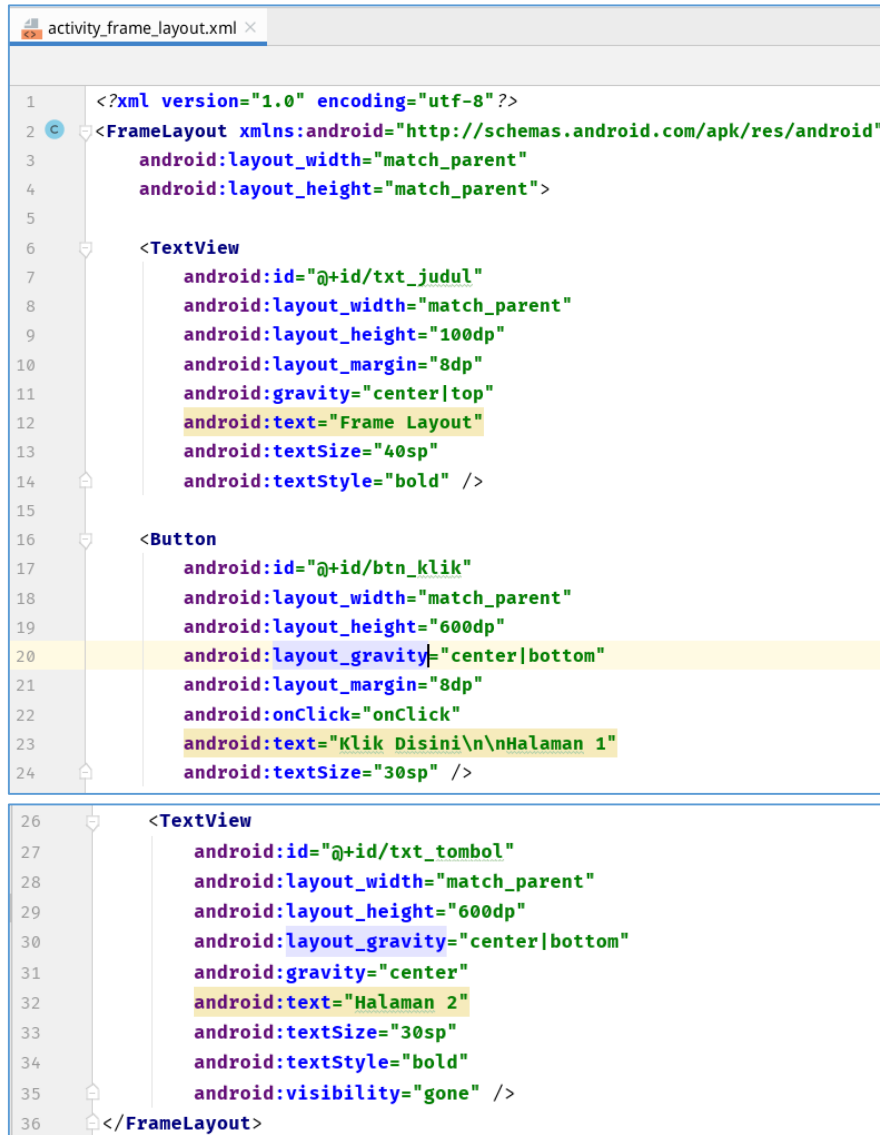 activity_frame_layout.xml
1 <?xml version="1.0" encoding="utf-8"?>
2 C <FrameLayout xmlns:android="http://schemas.android.com/apk/res/android"
3 android:layout_width="match_parent"
4 android:layout_height="match_parent">
5
6 <TextView
7 android:id="@+id/txt_judul"
8 android:layout_width="match_parent"
9 android:layout_height="100dp"
10 android:layout_margin="8dp"
11 android:gravity="center|top"
12 android:text="Frame Layout"
13 android:textSize="40sp"
14 android:textStyle="bold" />
15
16 <Button
17 android:id="@+id/btn_klik"
18 android:layout_width="match_parent"
19 android:layout_height="600dp"
20 android:layout_gravity="center|bottom"
21 android:layout_margin="8dp"
22 android:onClick="onClick"
23 android:text="Klik Disini\n\nHalaman 1"
24 android:textSize="30sp" />
26 <TextView
27 android:id="@+id/txt_tombol"
28 android:layout_width="match_parent"
29 android:layout_height="600dp"
30 android:layout_gravity="center|bottom"
31 android:gravity="center"
32 android:text="Halaman 2"
33 android:textSize="30sp"
34 android:textStyle="bold"
35 android:visibility="gone" />
36 </FrameLayout>